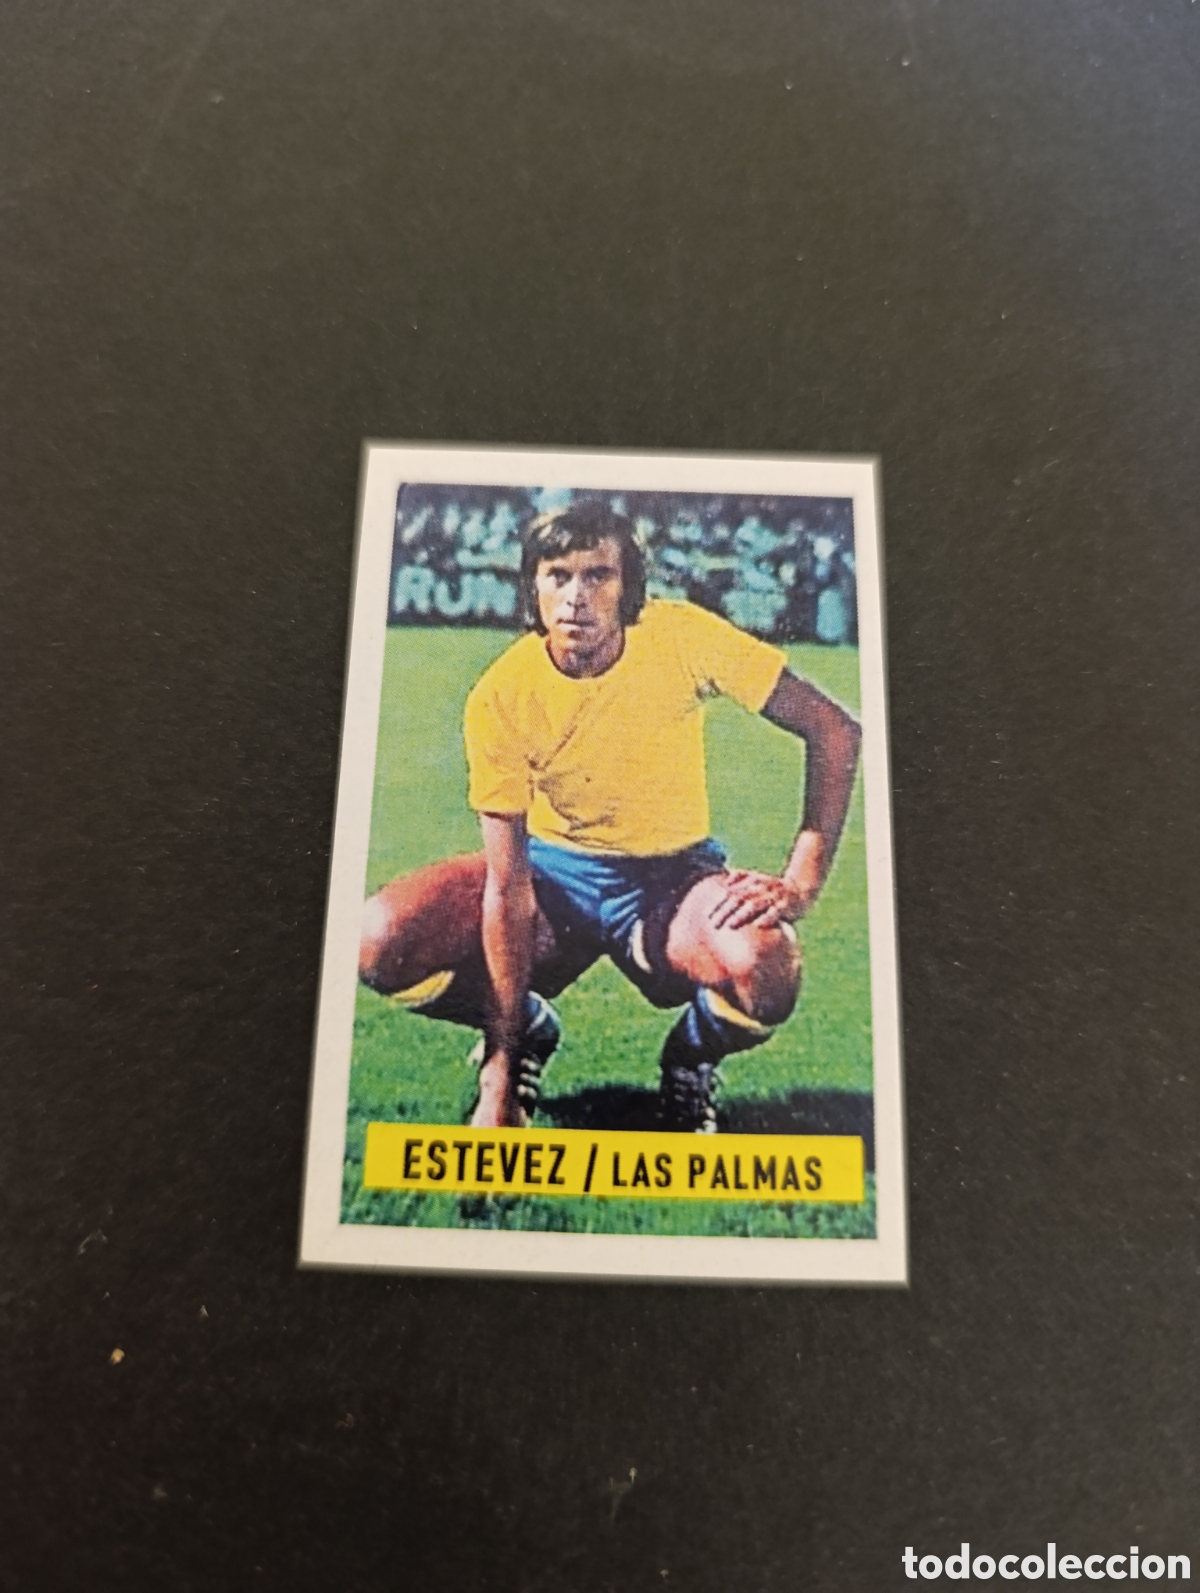 RUN
ESTEVEZ / LAS PALMAS
todocoleccion